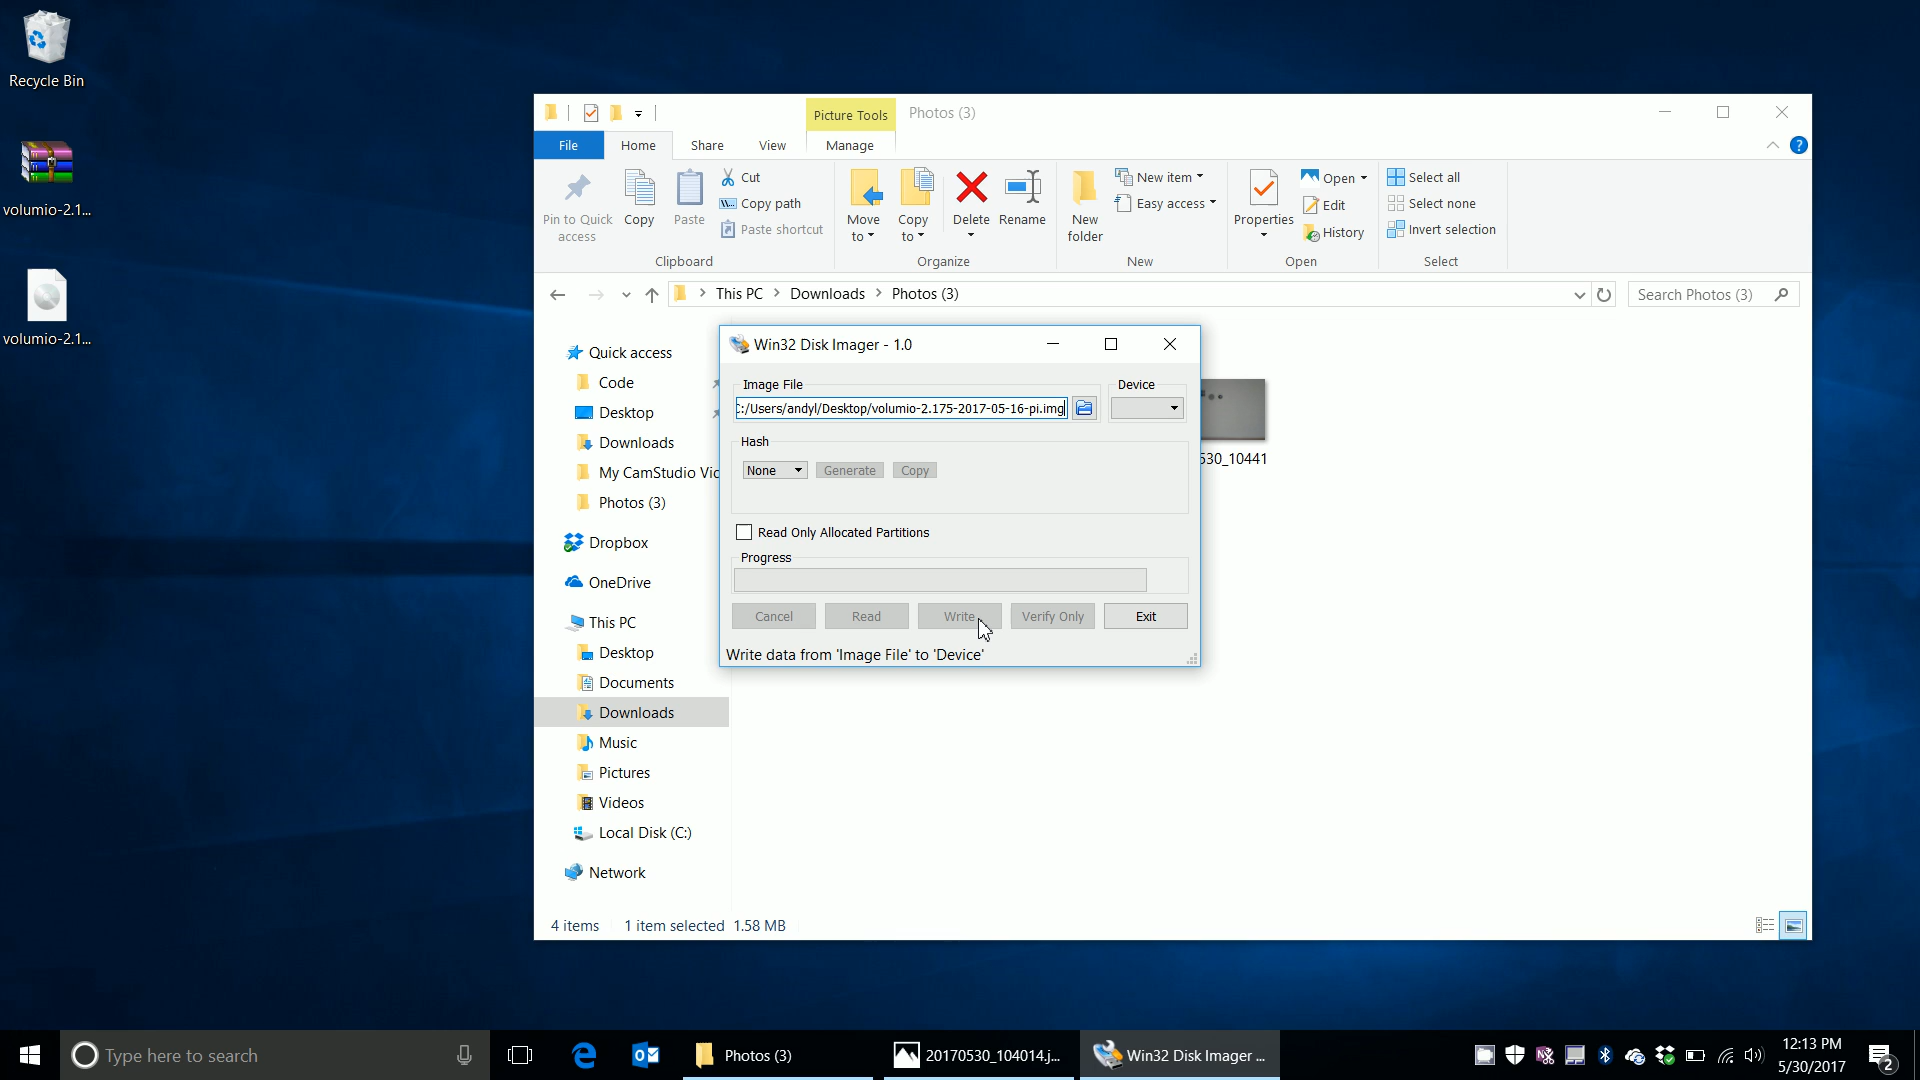 Recycle Bin
volumio-2.1...
volumio-2.1...
Picture Tools
Photos (3)
File
Home
Share
View
Manage
?
Pin to Quick access
Copy
Paste
Cut
Copy path
Paste shortcut
Clipboard
Move to
Copy to
Delete
Rename
Organize
New folder
New item
Easy access
New
Properties
Open
Edit
History
Open
Select all
Select none
Invert selection
Select
This PC > Downloads > Photos (3)
Search Photos (3)
Quick access
Code
Desktop
Downloads
My CamStudio Vic
Photos (3)
Dropbox
OneDrive
This PC
Desktop
Documents
Downloads
Music
Pictures
Videos
Local Disk (C:)
Network
530_10441
4 items
1 item selected 1.58 MB
Win32 Disk Imager - 1.0
Image File
C:/Users/andyl/Desktop/volumio-2.175-2017-05-16-pi.img
Device
Hash
None
Generate
Copy
Read Only Allocated Partitions
Progress
Cancel
Read
Write
Verify Only
Exit
Write data from 'Image File' to 'Device'
Type here to search
Photos (3)
20170530_104014.j...
Win32 Disk Imager ...
12:13 PM
5/30/2017
2